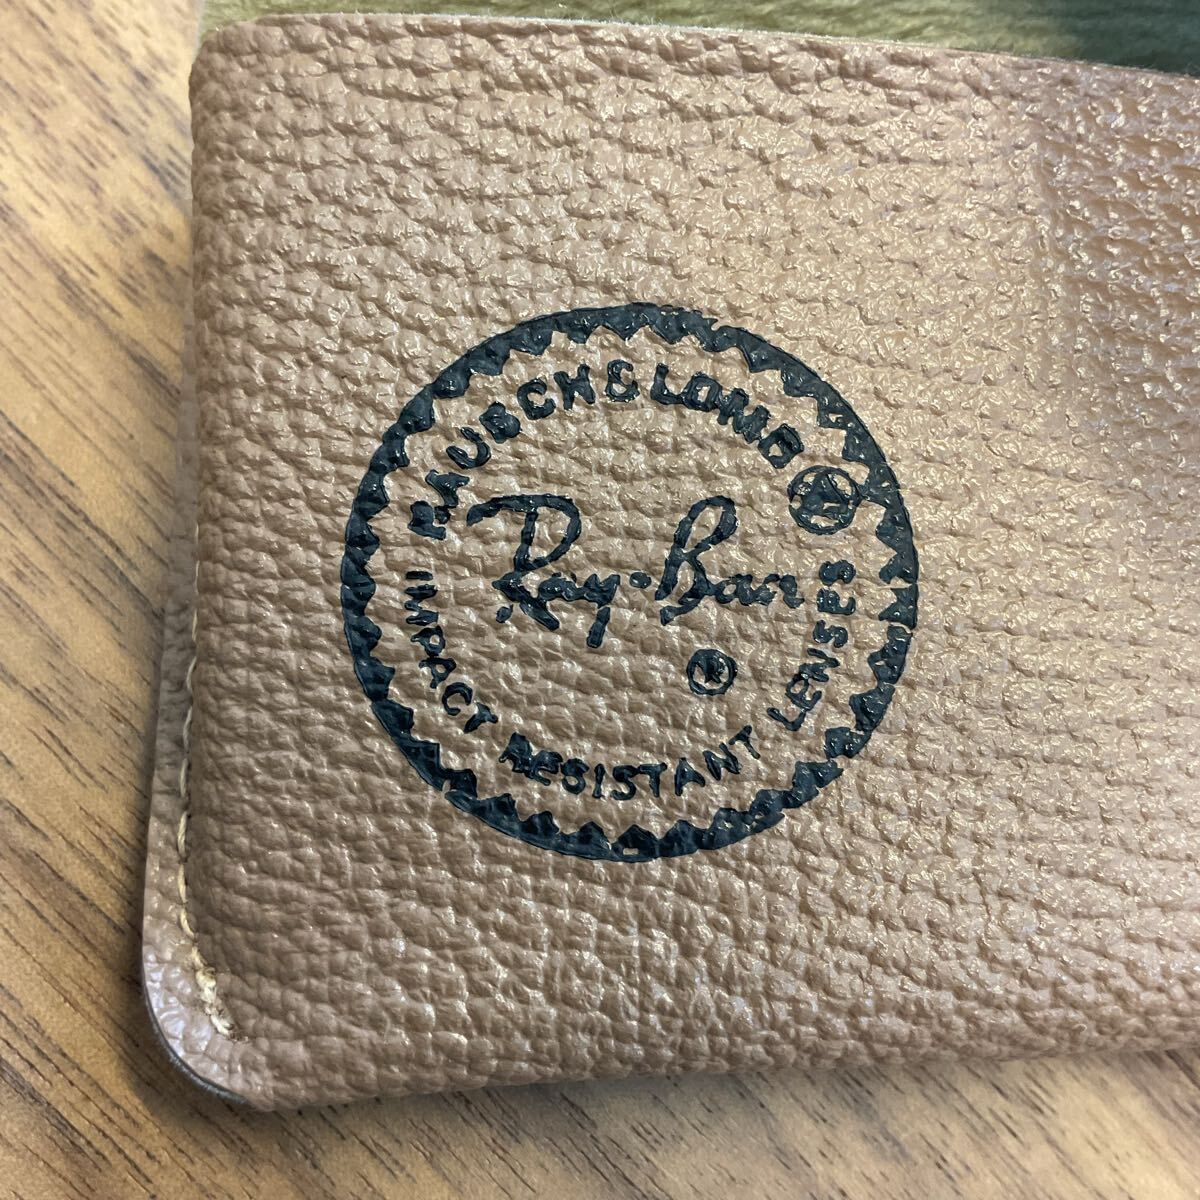 BAUSCH & LOMB ®
Ray-Ban
®
IMPACT RESISTANT LENSES